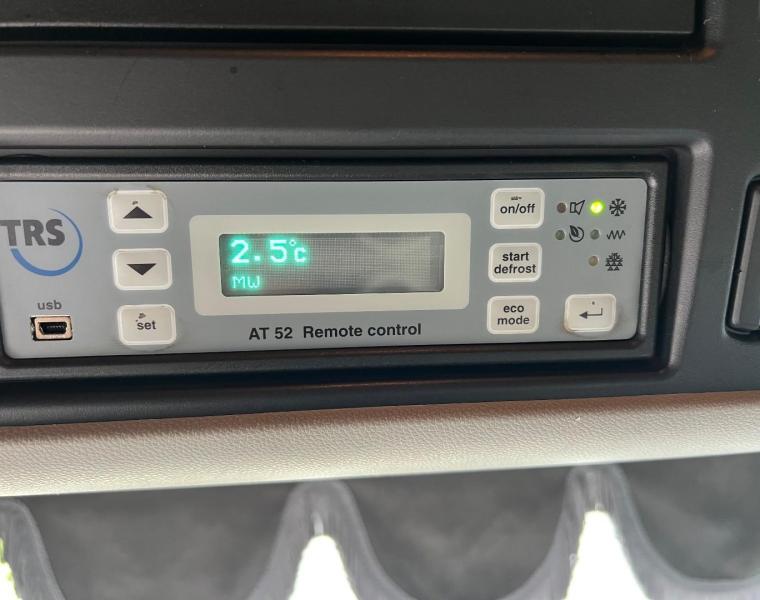 TRS
usb
set
2.5°c
MW
AT 52 Remote control
on/off
start
defrost
eco
mode